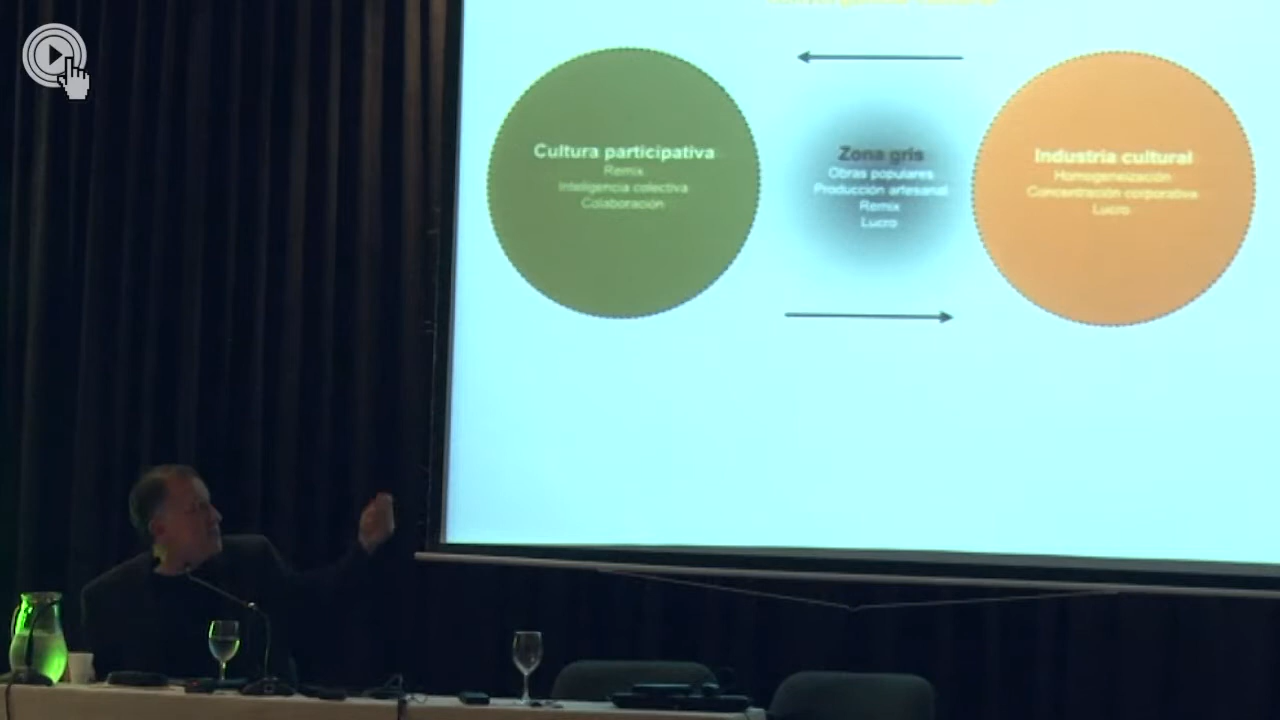 Cultura participativa
Remix
Inteligencia colectiva
Colaboración
Zona gris
Obras populares
Producción artesanal
Remix
Lucro
Industria cultural
Homogeneización
Concentración corporativa
Lucro